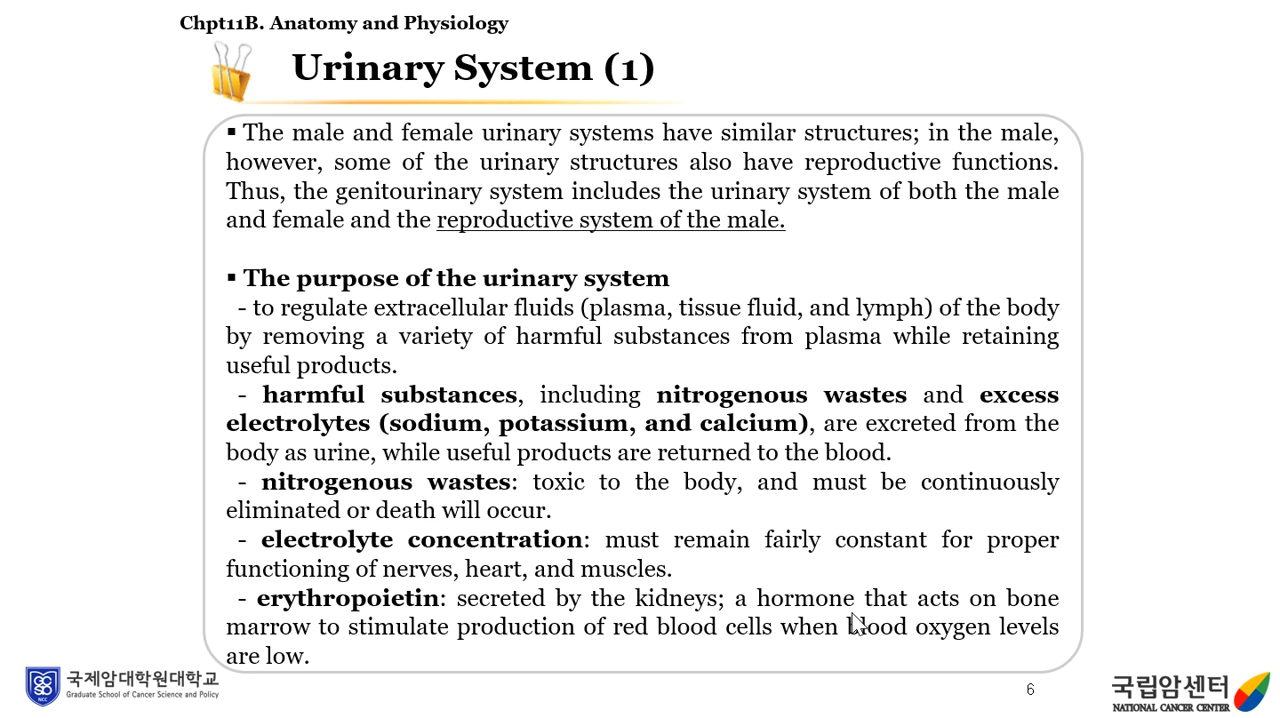 Chpt11B. Anatomy and Physiology
Urinary System (1)
▪ The male and female urinary systems have similar structures; in the male,
however, some of the urinary structures also have reproductive functions.
Thus, the genitourinary system includes the urinary system of both the male
and female and the reproductive system of the male.
▪ The purpose of the urinary system
- to regulate extracellular fluids (plasma, tissue fluid, and lymph) of the body
by removing a variety of harmful substances from plasma while retaining
useful products.
- harmful substances, including nitrogenous wastes and excess
electrolytes (sodium, potassium, and calcium), are excreted from the
body as urine, while useful products are returned to the blood.
- nitrogenous wastes: toxic to the body, and must be continuously
eliminated or death will occur.
- electrolyte concentration: must remain fairly constant for proper
functioning of nerves, heart, and muscles.
- erythropoietin: secreted by the kidneys; a hormone that acts on bone
marrow to stimulate production of red blood cells when blood oxygen levels
are low.
국제암대학원대학교
Graduate School of Cancer Science and Policy
NCC
6
국립암센터
NATIONAL CANCER CENTER